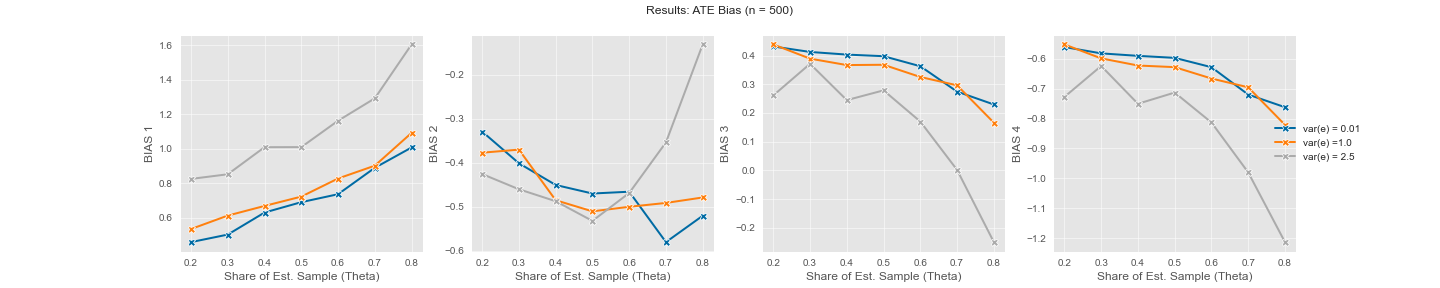 Results: ATE Bias (n = 500)
BIAS 1
1.6
1.4
1.2
1.0
0.8
0.6
0.2 0.3 0.4 0.5 0.6 0.7 0.8
Share of Est. Sample (Theta)
BIAS 2
−0.2
−0.3
−0.4
−0.5
−0.6
0.2 0.3 0.4 0.5 0.6 0.7 0.8
Share of Est. Sample (Theta)
BIAS 3
0.4
0.3
0.2
0.1
0.0
−0.1
−0.2
0.2 0.3 0.4 0.5 0.6 0.7 0.8
Share of Est. Sample (Theta)
BIAS 4
−0.6
−0.7
−0.8
−0.9
−1.0
−1.1
−1.2
0.2 0.3 0.4 0.5 0.6 0.7 0.8
Share of Est. Sample (Theta)
var(e) = 0.01
var(e) =1.0
var(e) = 2.5